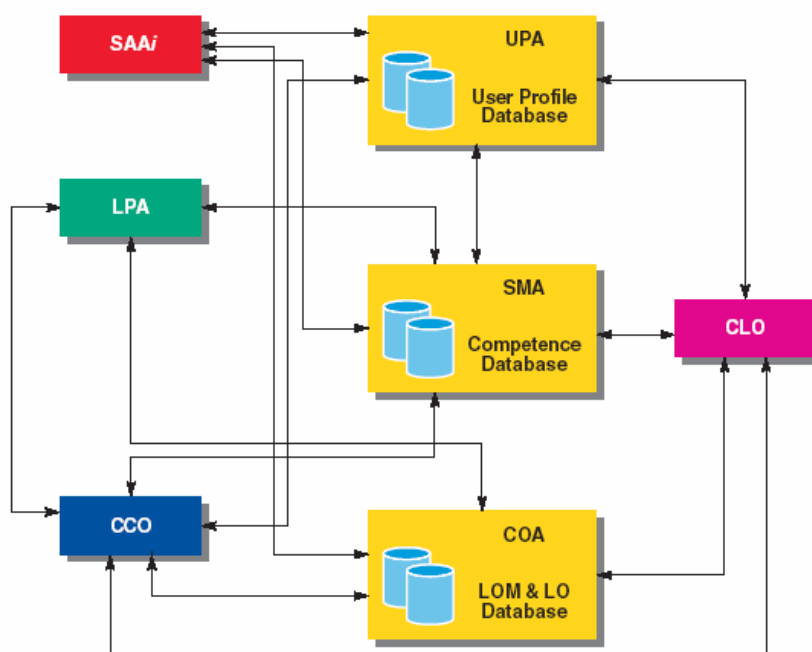 SAAi
UPA
User Profile
Database
LPA
SMA
Competence
Database
CLO
CCO
COA
LOM & LO
Database